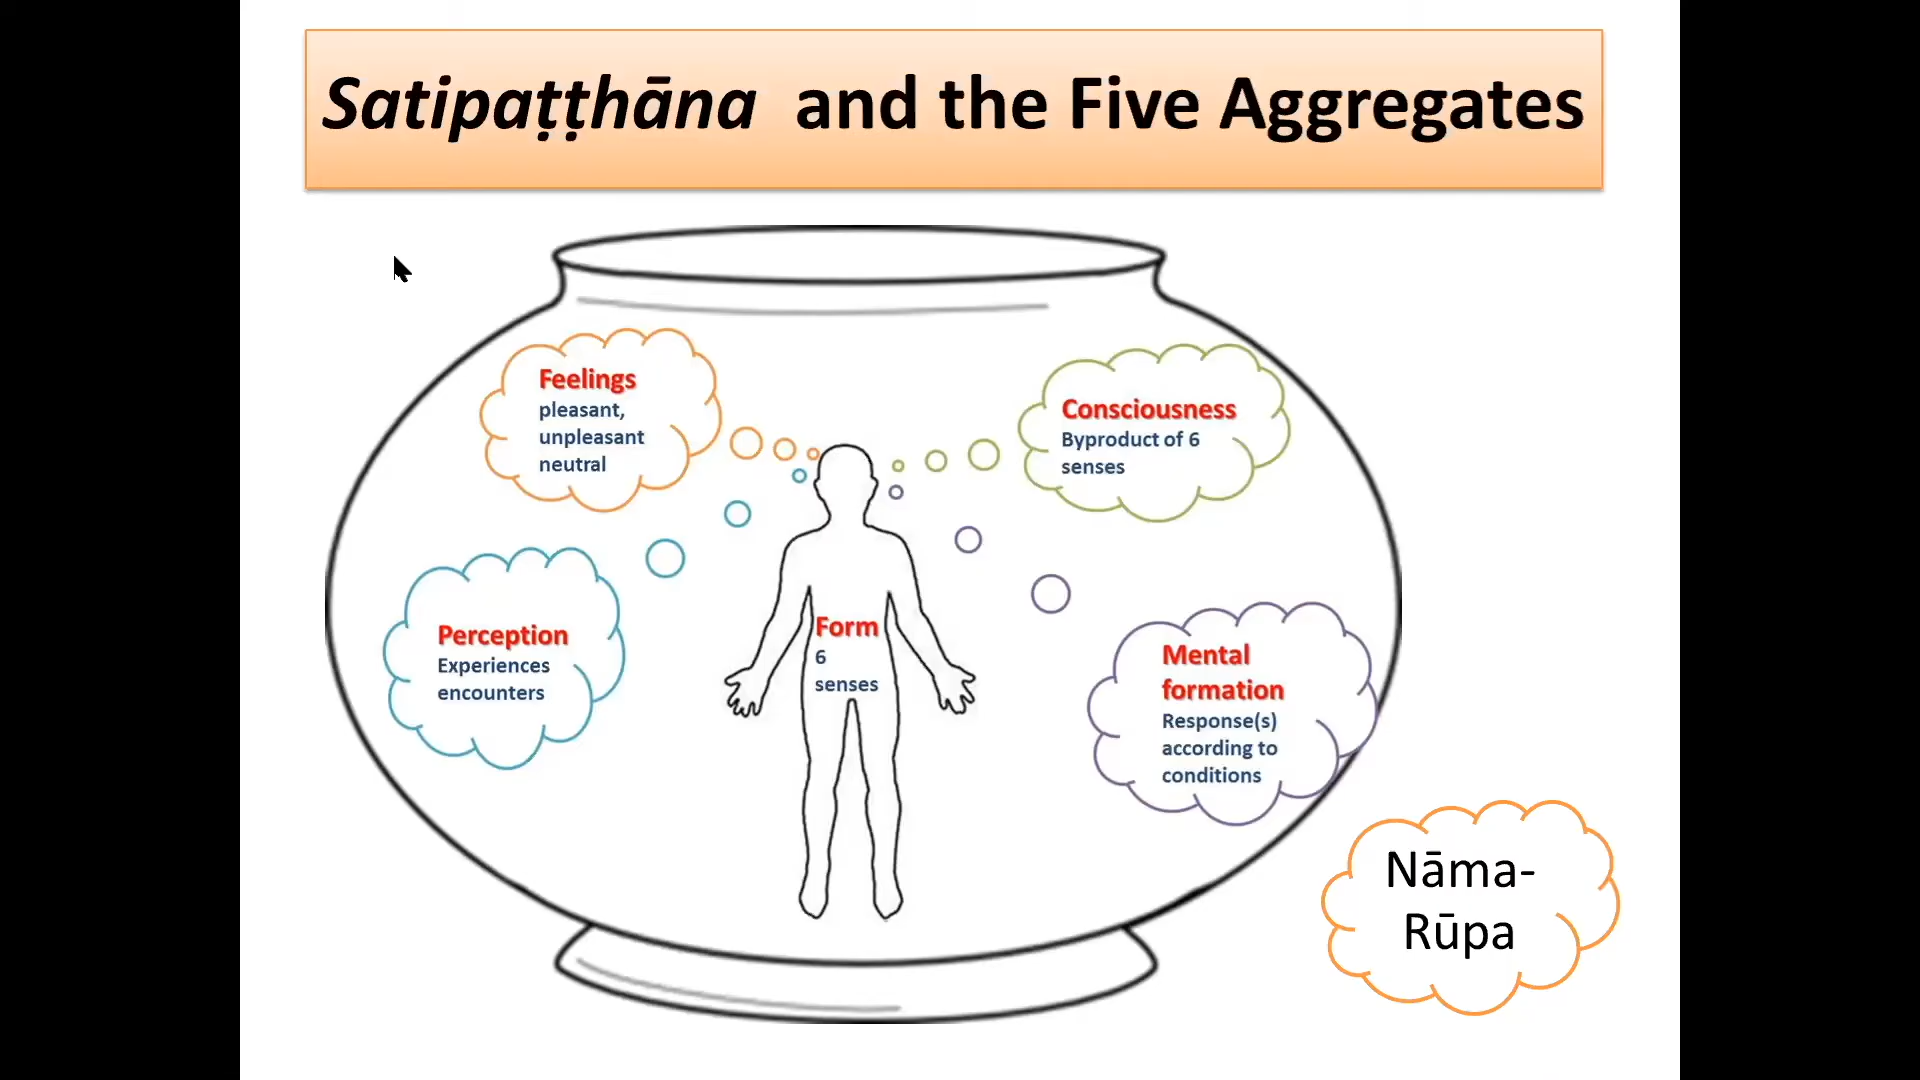 Satipaṭṭhāna and the Five Aggregates
Feelings
pleasant,
unpleasant
neutral
Consciousness
Byproduct of 6
senses
Perception
Experiences
encounters
Form
6
senses
Mental
formation
Response(s)
according to
conditions
Nāma-
Rūpa